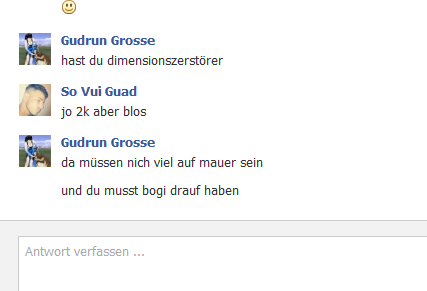 Gudrun Grosse
hast du dimensionszerstörer
So Vui Guad
jo 2k aber blos
Gudrun Grosse
da müssen nich viel auf mauer sein
und du musst bogi drauf haben
Antwort verfassen ...